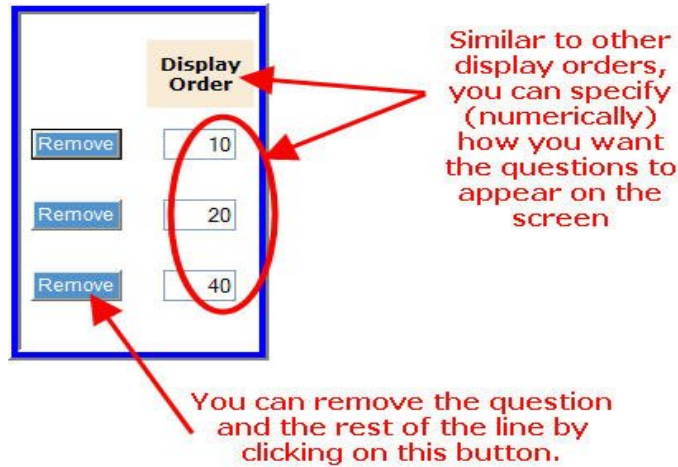 Display
Order
Remove 10
Remove 20
Remove 40
Similar to other
display orders,
you can specify
(numerically)
how you want
the questions to
appear on the
screen
You can remove the question
and the rest of the line by
clicking on this button.